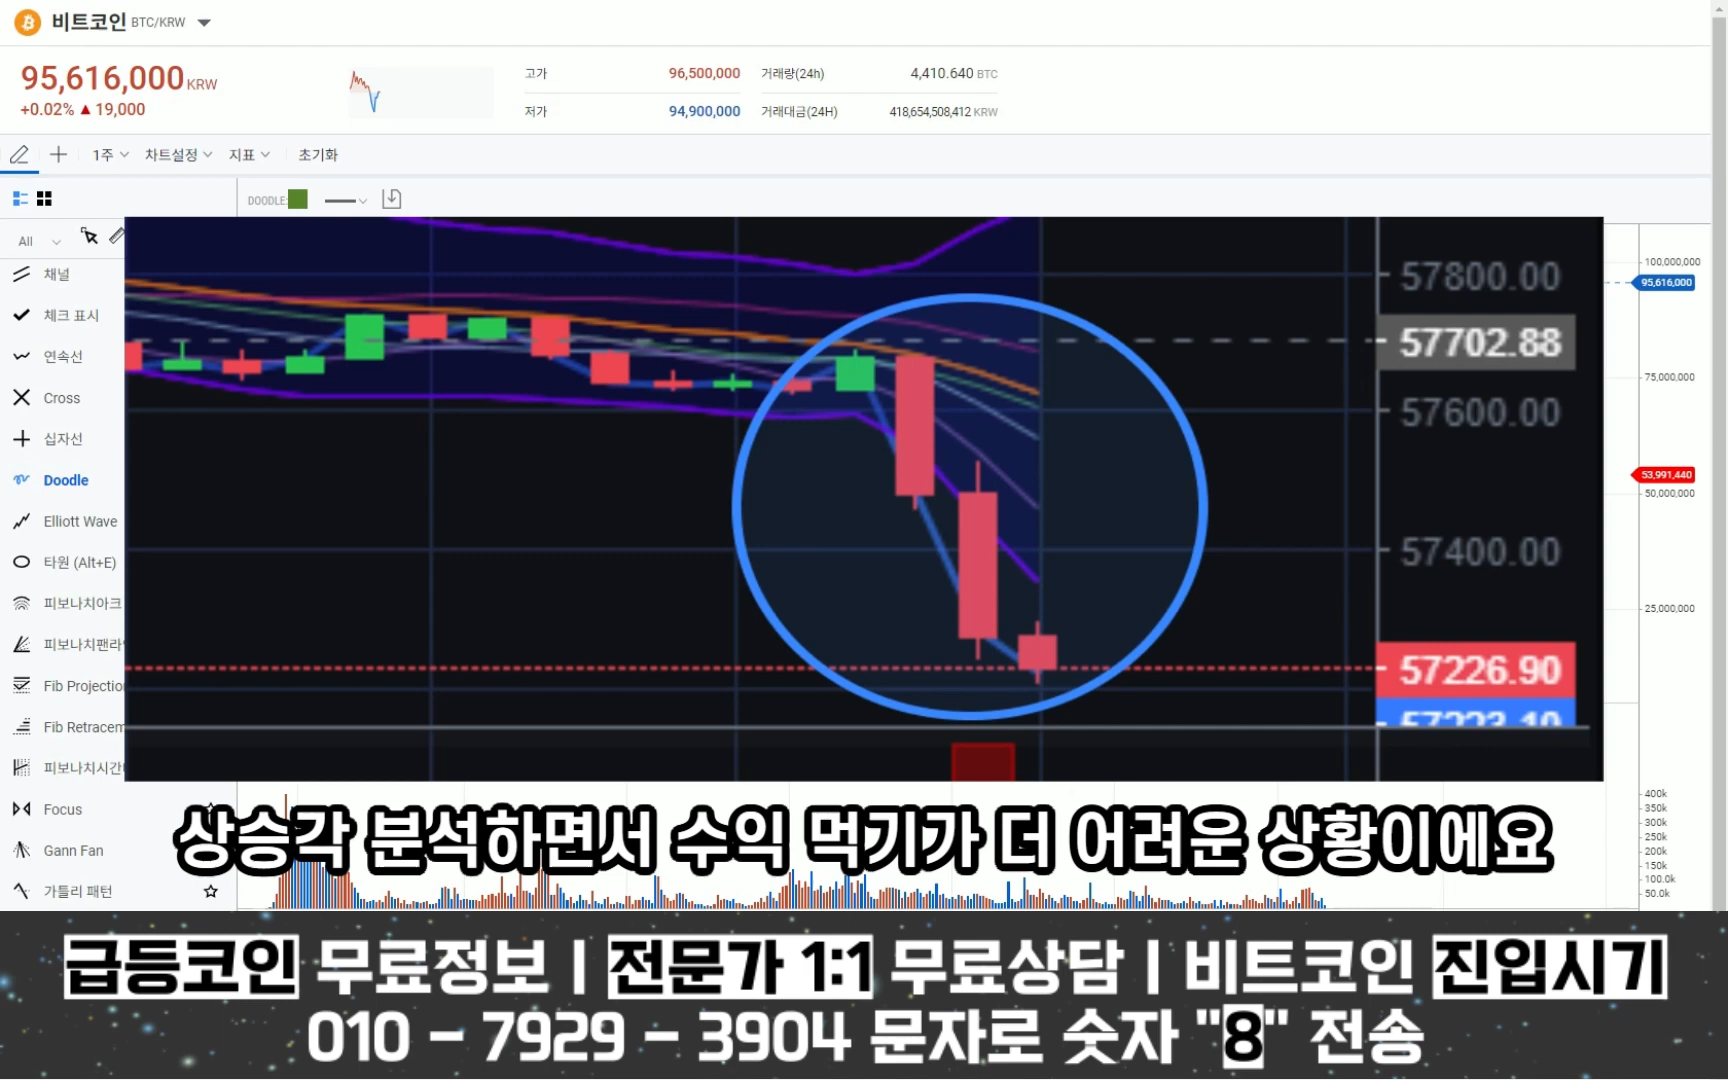 비트코인 BTC/KRW
95,616,000 KRW
+0.02% ▲ 19,000
고가 96,500,000 거래량(24h) 4,410.640 BTC
저가 94,900,000 거래대금(24H) 418,654,508,412 KRW
1주 차트설정 지표 초기화
DOODLE:
All
채널
체크 표시
연속선
Cross
십자선
Doodle
Elliott Wave
타원 (Alt+E)
피보나치아크
피보나치팬라
Fib Projectio
Fib Retracem
피보나치시간
Focus
Gann Fan
가틀리 패턴
57800.00
57702.88
57600.00
57400.00
57226.90
57223.10
100,000,000
95,616,000
75,000,000
53,991,440
50,000,000
25,000,000
400k
350k
300k
250k
200k
150k
100.0k
50.0k
상승각 분석하면서 수익 먹기가 더 어려운 상황이에요
급등코인 무료정보 | 전문가 1:1 무료상담 | 비트코인 진입시기
010 - 7929 - 3904 문자로 숫자 "8" 전송